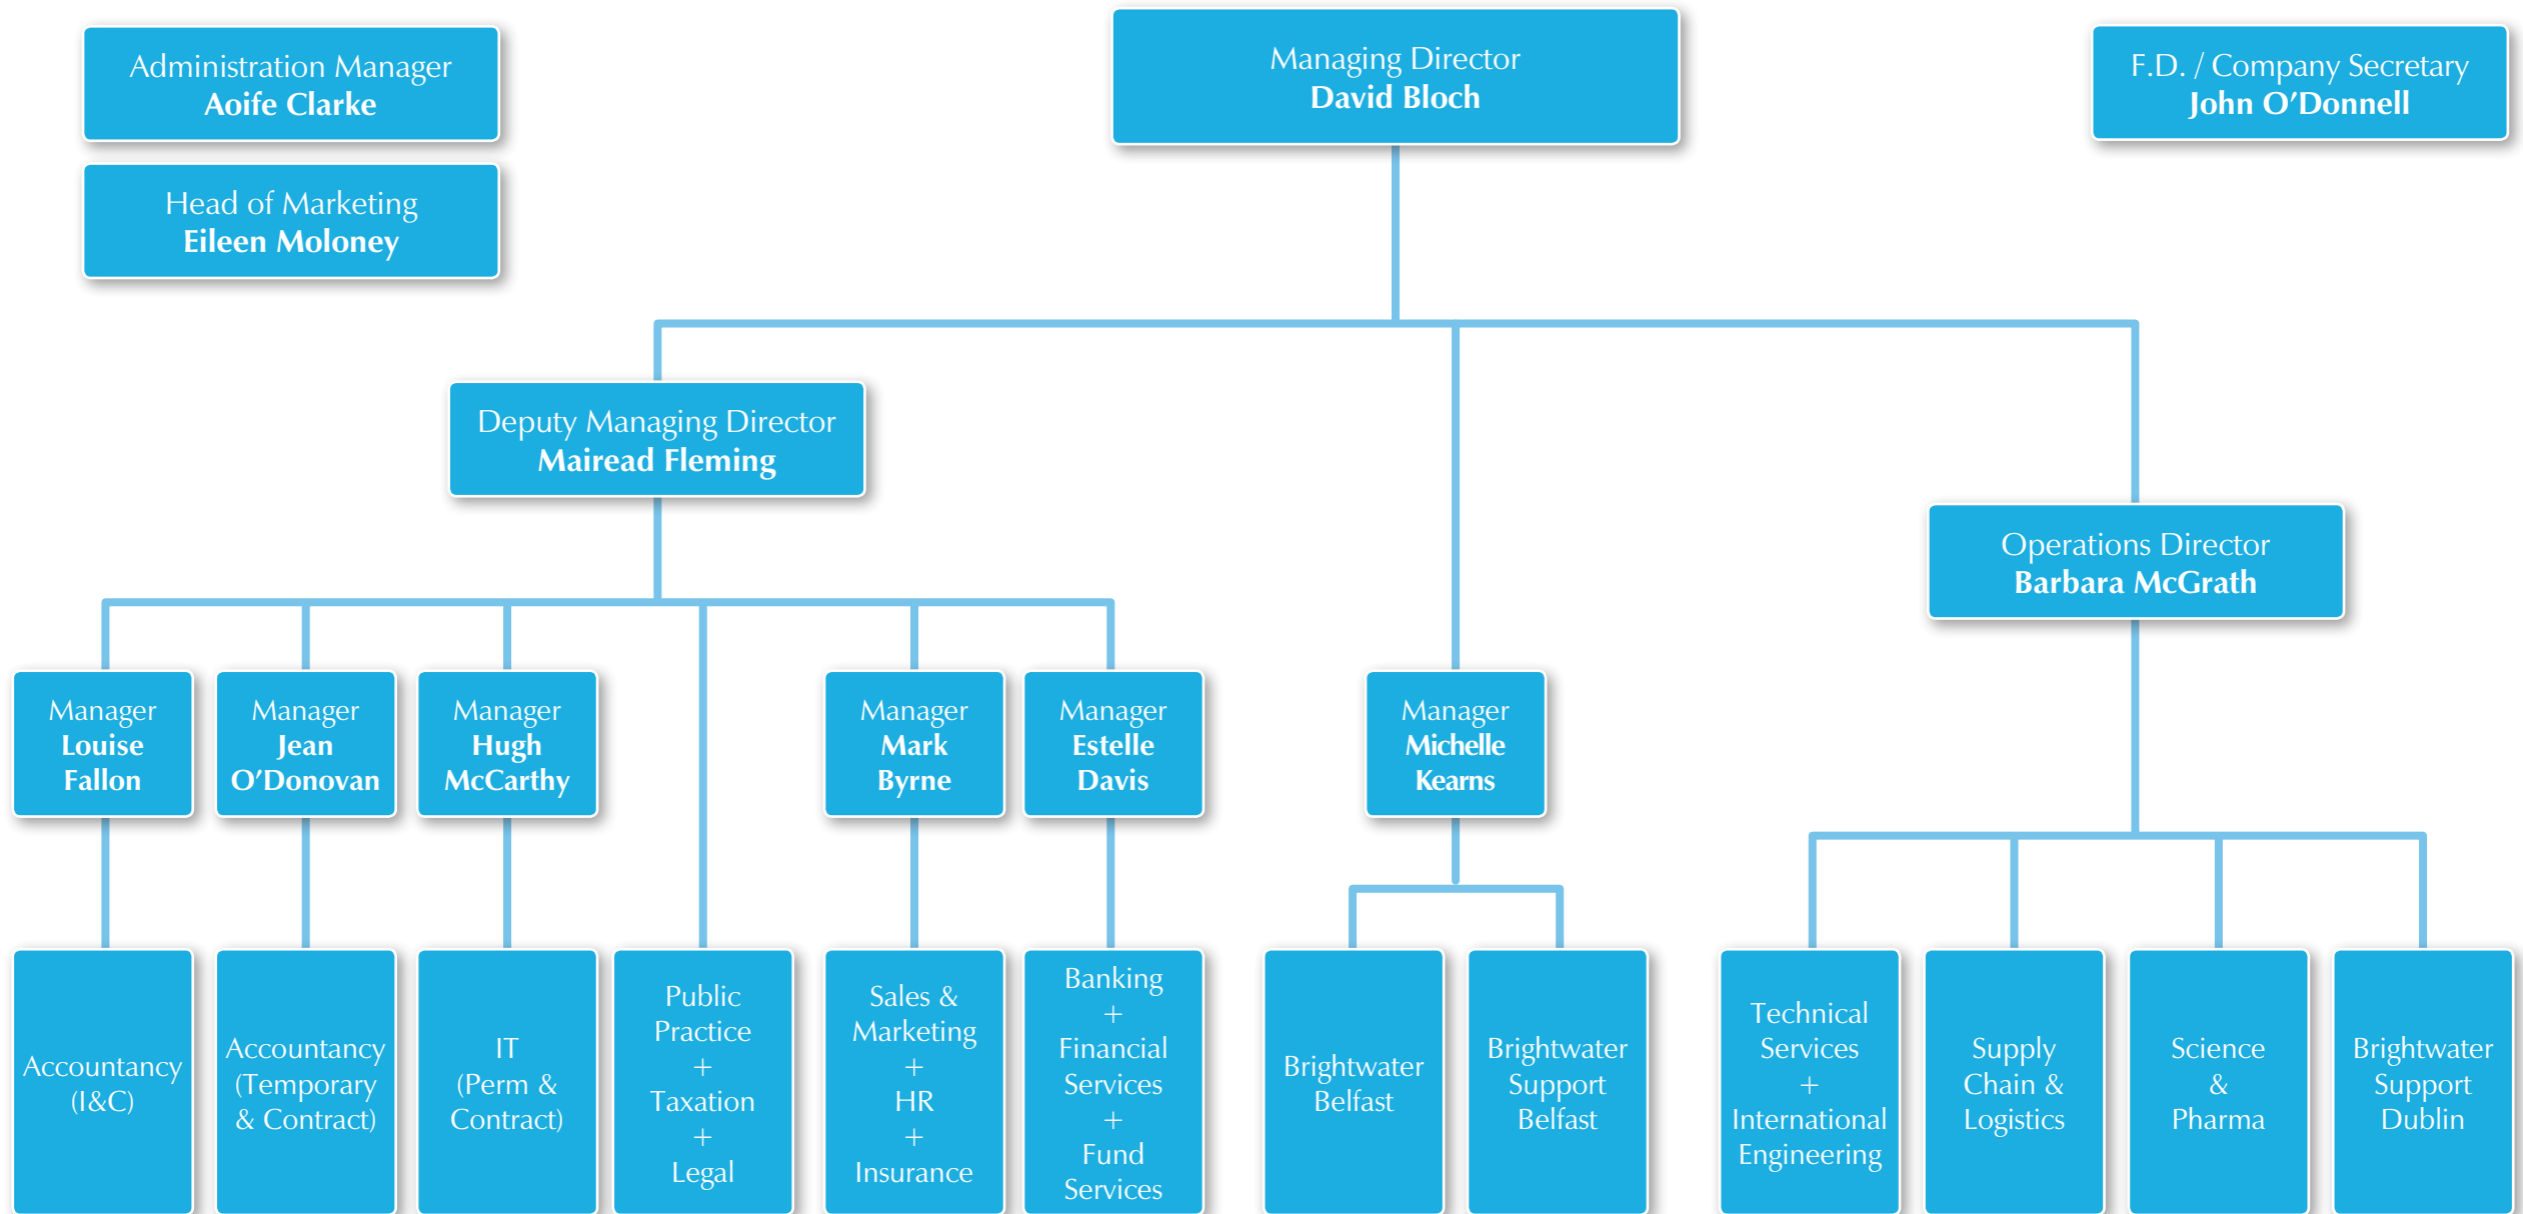 Administration Manager
Aoife Clarke
Managing Director
David Bloch
F.D. / Company Secretary
John O’Donnell
Head of Marketing
Eileen Moloney
Deputy Managing Director
Mairead Fleming
Operations Director
Barbara McGrath
Manager
Louise
Fallon
Manager
Jean
O’Donovan
Manager
Hugh
McCarthy
Manager
Mark
Byrne
Manager
Estelle
Davis
Manager
Michelle
Kearns
Accountancy
(I&C)
Accountancy
(Temporary
& Contract)
IT
(Perm &
Contract)
Public
Practice
+
Taxation
+
Legal
Sales &
Marketing
+
HR
+
Insurance
Banking
+
Financial
Services
+
Fund
Services
Brightwater
Belfast
Brightwater
Support
Belfast
Technical
Services
+
International
Engineering
Supply
Chain &
Logistics
Science
&
Pharma
Brightwater
Support
Dublin